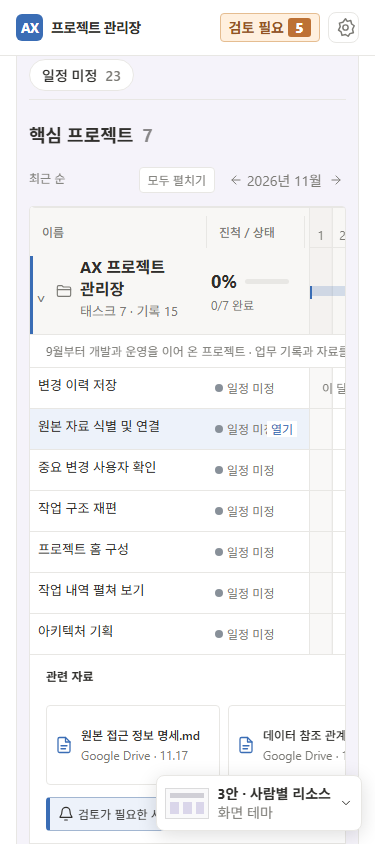 AX 프로젝트 관리장
검토 필요 5
일정 미정 23
핵심 프로젝트 7
최근 순
모두 펼치기
← 2026년 11월 →
이름
진척 / 상태
1
2
AX 프로젝트
관리장
태스크 7 · 기록 15
0%
0/7 완료
9월부터 개발과 운영을 이어 온 프로젝트 · 업무 기록과 자료를
변경 이력 저장
일정 미정
이 달
원본 자료 식별 및 연결
일정 미
열기
중요 변경 사용자 확인
일정 미정
작업 구조 재편
일정 미정
프로젝트 홈 구성
일정 미정
작업 내역 펼쳐 보기
일정 미정
아키텍처 기획
일정 미정
관련 자료
원본 접근 정보 명세.md
Google Drive · 11.17
데이터 참조 관계
Google Drive · 1
검토가 필요한
3안 · 사람별 리소스
화면 테마